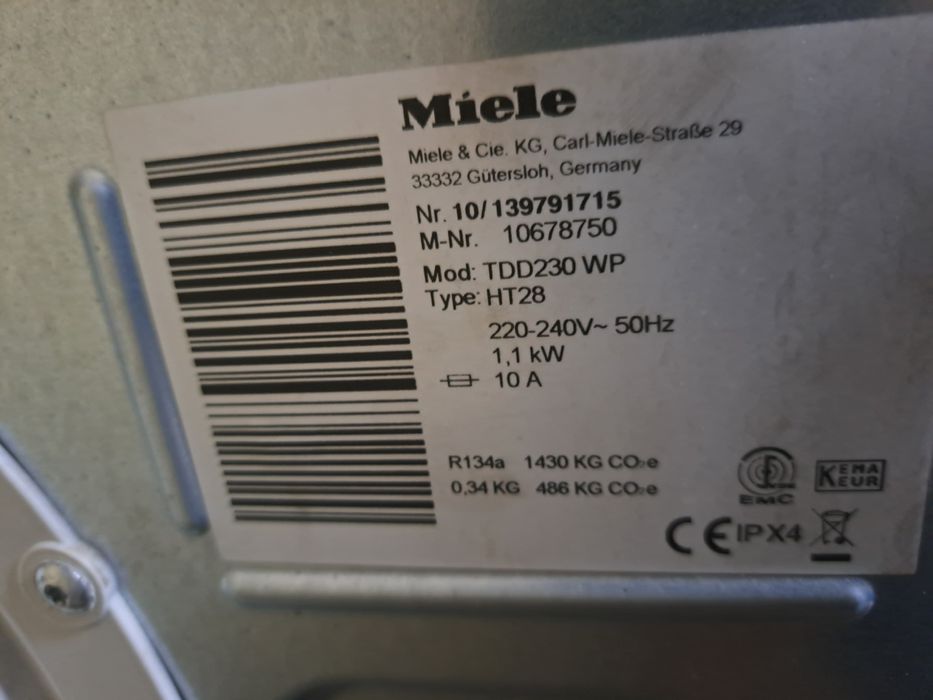 Miele
Miele & Cie. KG, Carl-Miele-Straße 29
33332 Gütersloh, Germany
Nr. 10/139791715
M-Nr. 10678750
Mod: TDD230 WP
Type: HT28
220-240V~ 50Hz
1,1 kW
10 A
R134a 1430 KG CO₂e
0,34 KG 486 KG CO₂e
EMC
KEMA
KEUR
CE IPX4